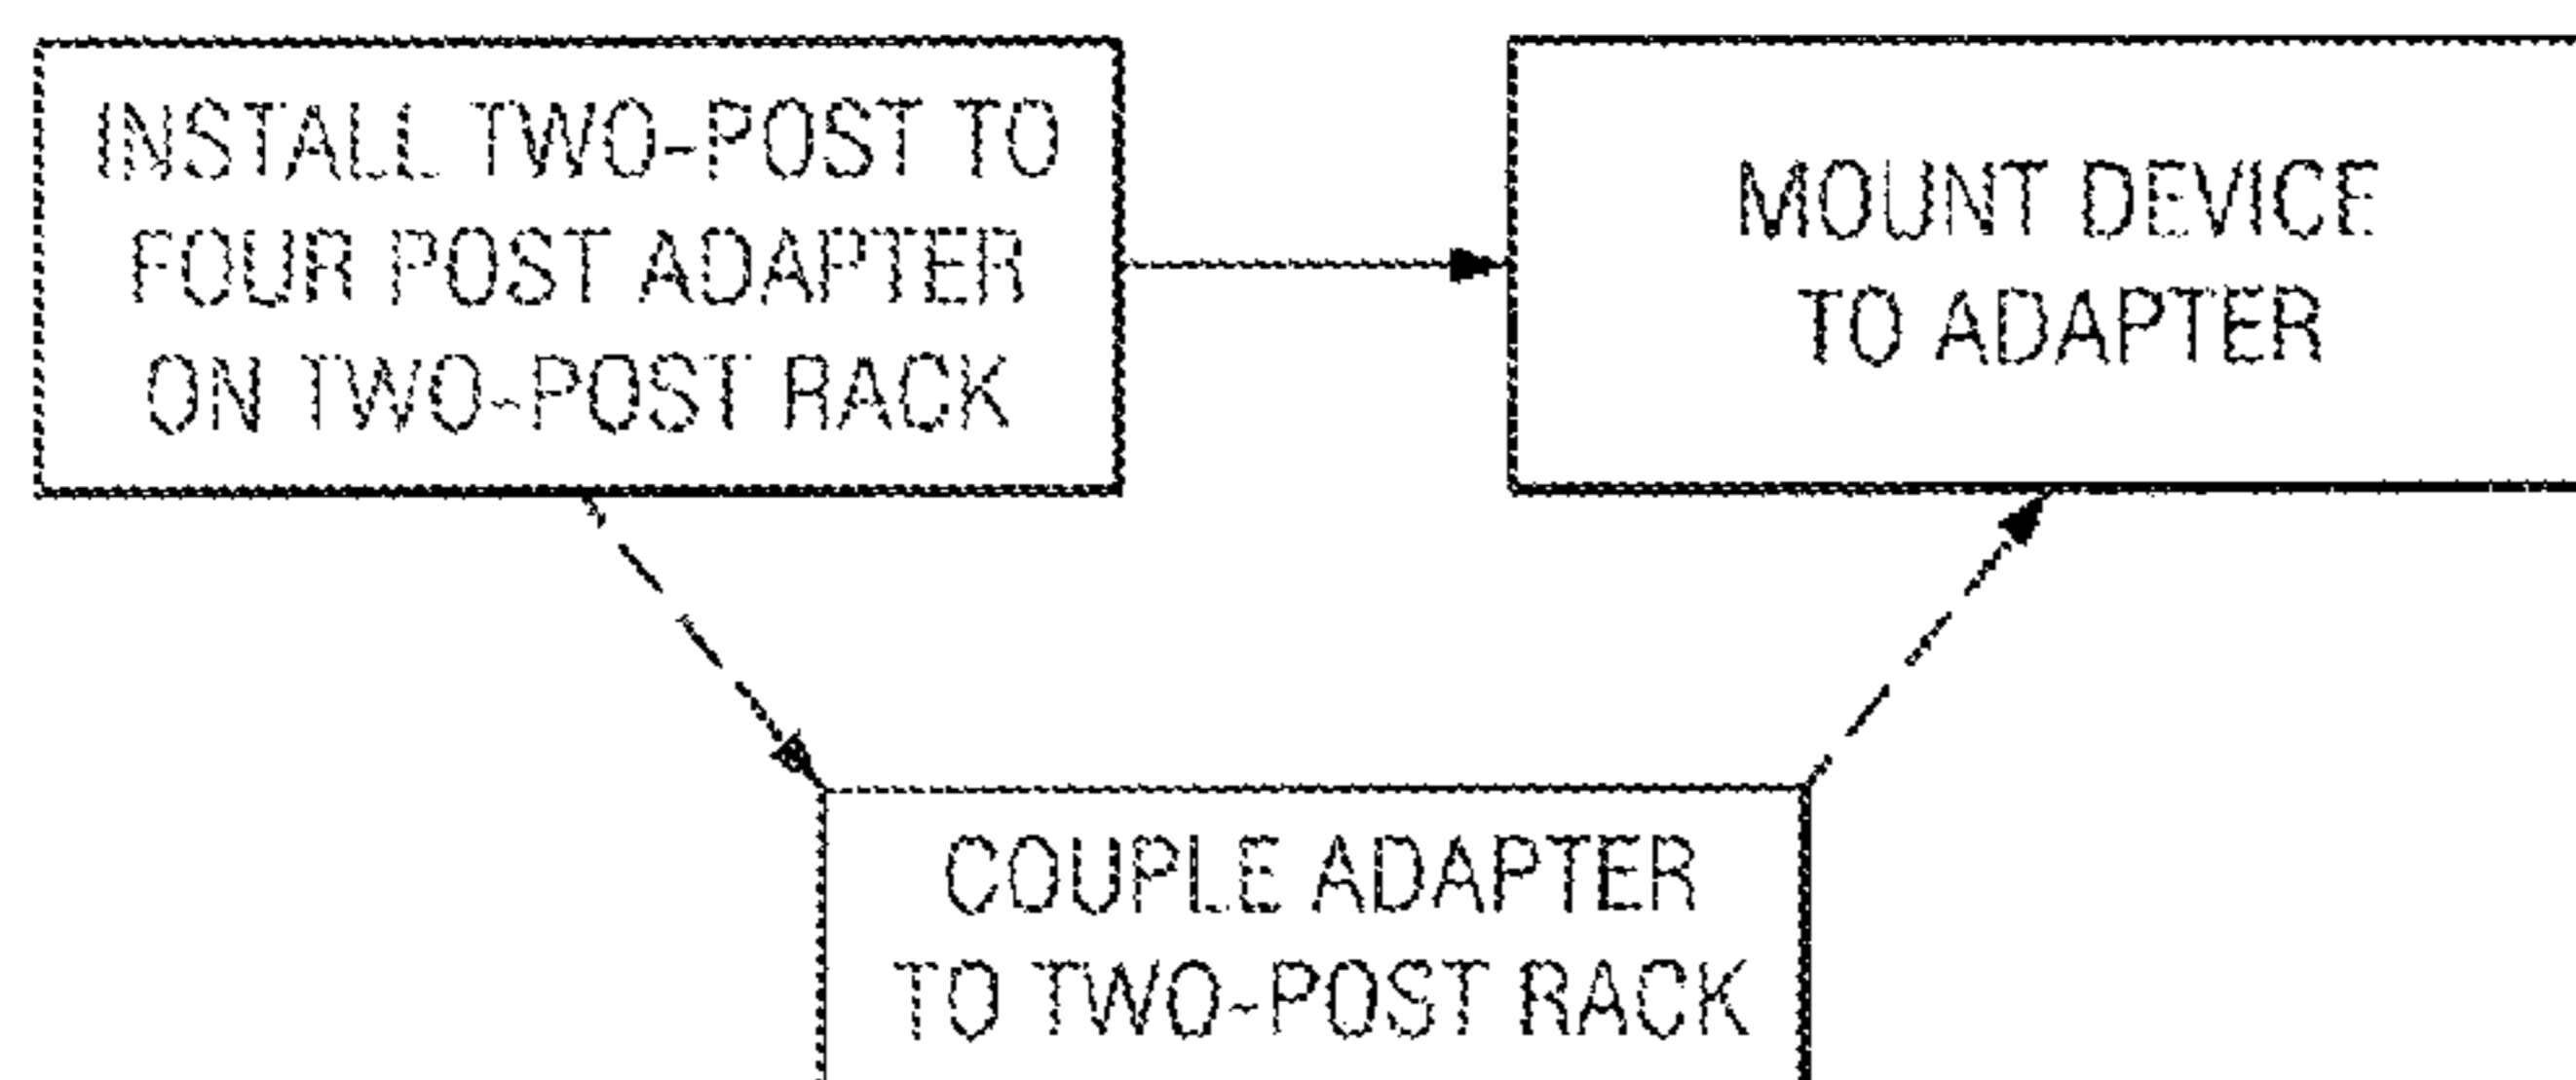 INSTALL TWO-POST TO
FOUR POST ADAPTER
ON TWO-POST RACK
MOUNT DEVICE
TO ADAPTER
COUPLE ADAPTER
TO TWO-POST RACK